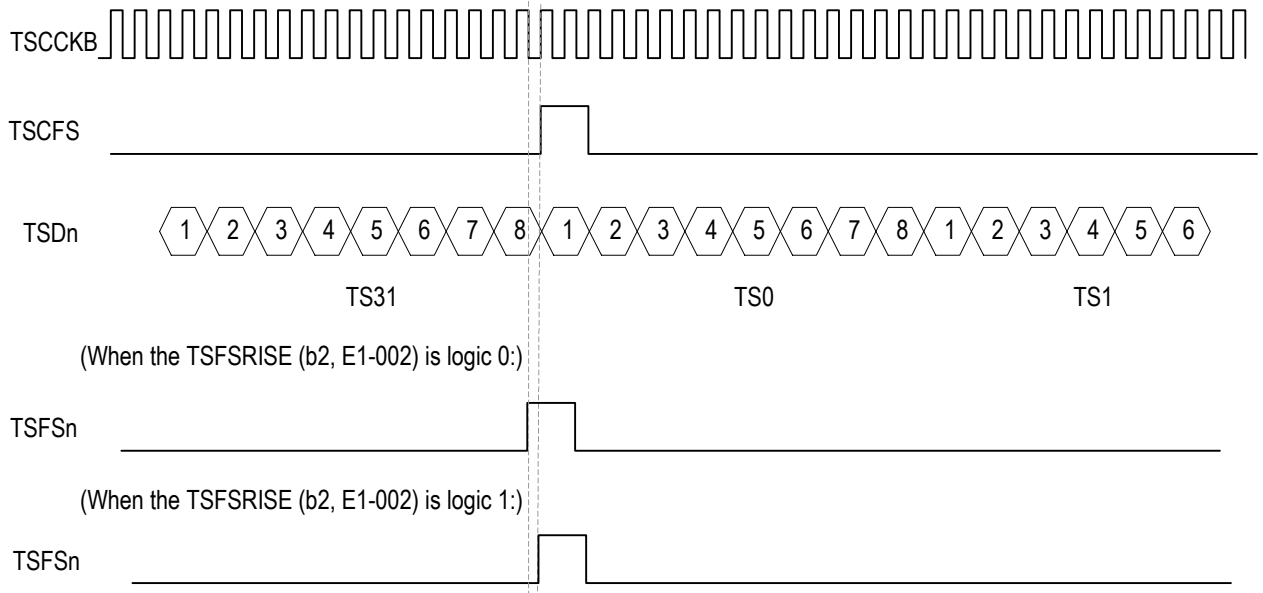 TSCCKB
TSCFS
TSDn 1 2 3 4 5 6 7 8 1 2 3 4 5 6 7 8 1 2 3 4 5 6
TS31 TS0 TS1
(When the TSFSRISE (b2, E1-002) is logic 0:)
TSFSn
(When the TSFSRISE (b2, E1-002) is logic 1:)
TSFSn